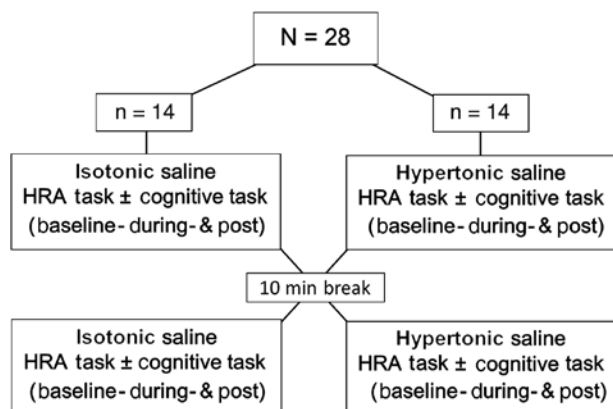 N = 28
n = 14
n = 14
Isotonic saline
HRA task ± cognitive task
(baseline- during- & post)
Hypertonic saline
HRA task ± cognitive task
(baseline- during- & post)
10 min break
Isotonic saline
HRA task ± cognitive task
(baseline- during- & post)
Hypertonic saline
HRA task ± cognitive task
(baseline- during- & post)